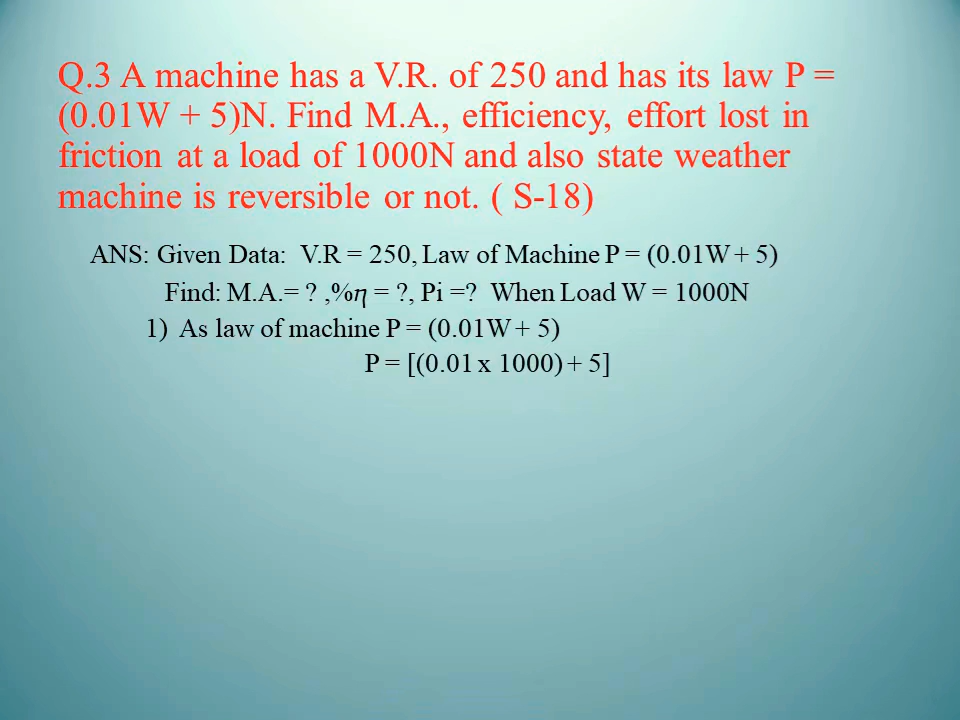 Q.3 A machine has a V.R. of 250 and has its law P =
(0.01W + 5)N. Find M.A., efficiency, effort lost in
friction at a load of 1000N and also state weather
machine is reversible or not. ( S-18)
ANS: Given Data: V.R = 250, Law of Machine P = (0.01W + 5)
Find: M.A.= ? ,%η = ?, Pi =? When Load W = 1000N
1) As law of machine P = (0.01W + 5)
P = [(0.01 x 1000) + 5]